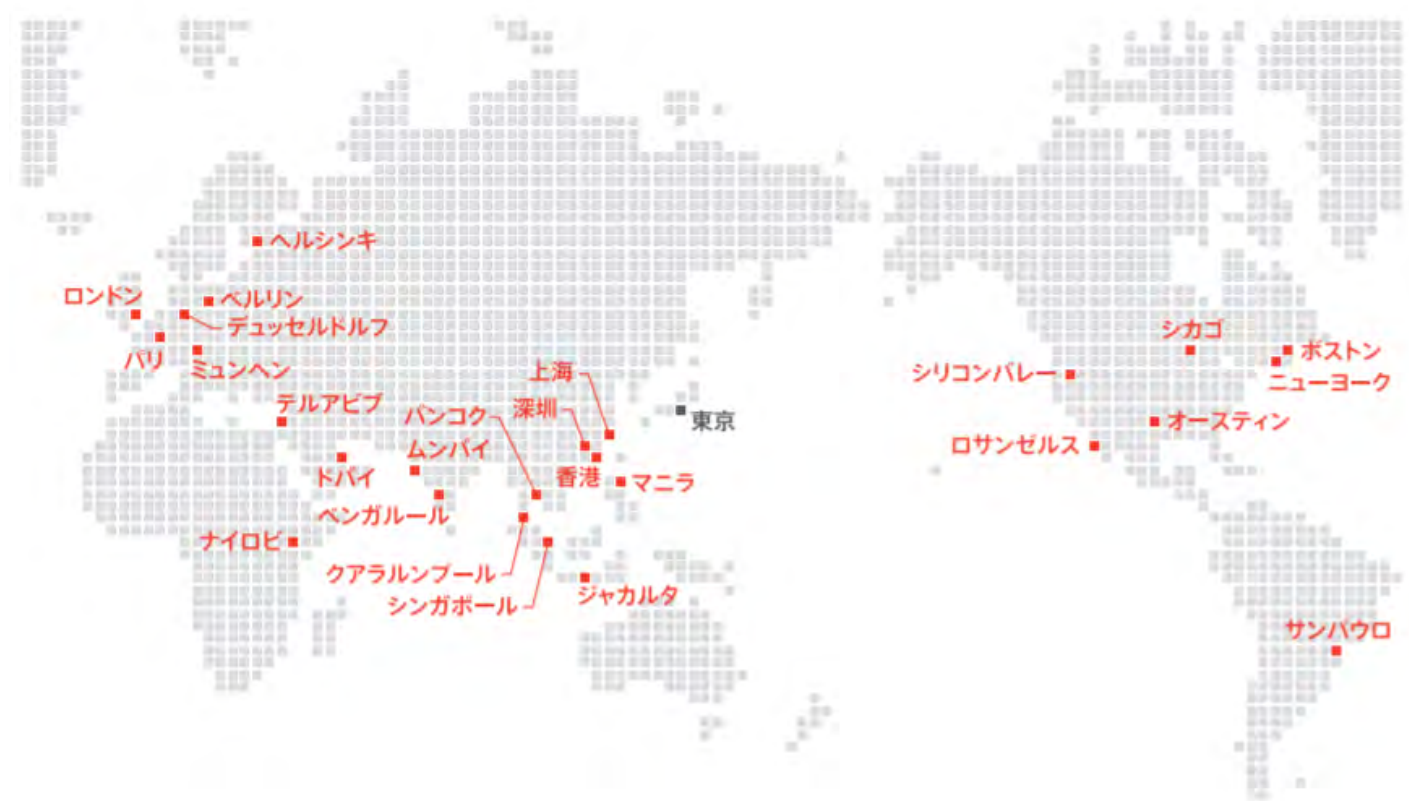 ヘルシンキ
ロンドン
ベルリン
デュッセルドルフ
パリ
ミュンヘン
テルアビブ
ドバイ
ナイロビ
上海
深圳
バンコク
ムンバイ
香港
マニラ
ベンガルール
クアラルンプール
シンガポール
ジャカルタ
東京
シカゴ
ボストン
ニューヨーク
シリコンバレー
オースティン
ロサンゼルス
サンパウロ